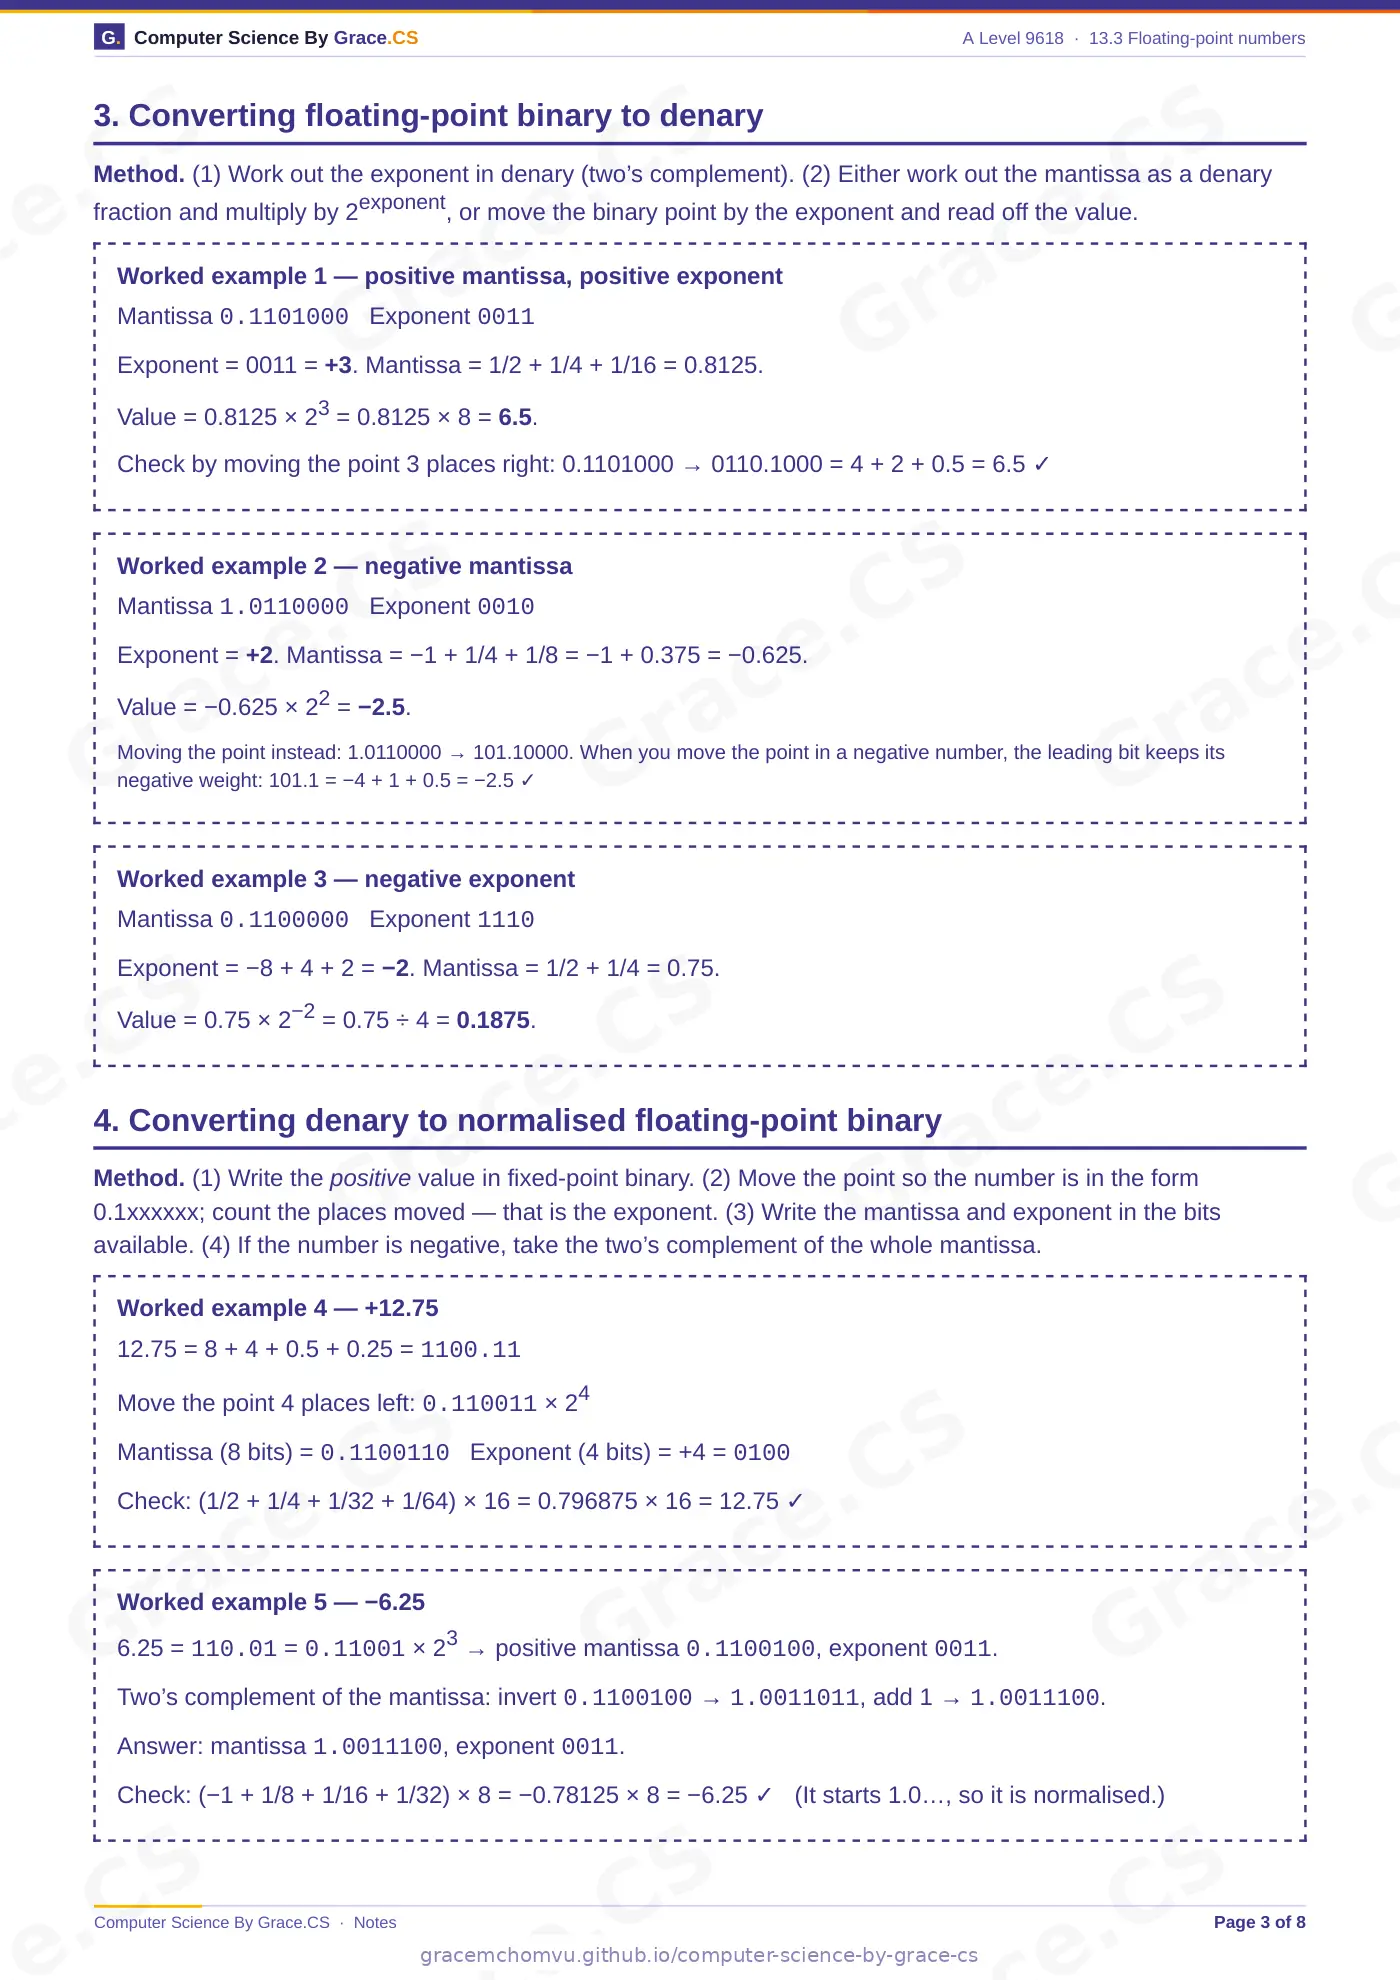 G. Computer Science By Grace.CS
A Level 9618 · 13.3 Floating-point numbers
3. Converting floating-point binary to denary
Method. (1) Work out the exponent in denary (two’s complement). (2) Either work out the mantissa as a denary
fraction and multiply by 2^exponent, or move the binary point by the exponent and read off the value.
Worked example 1 — positive mantissa, positive exponent
Mantissa 0.1101000 Exponent 0011
Exponent = 0011 = +3. Mantissa = 1/2 + 1/4 + 1/16 = 0.8125.
Value = 0.8125 × 2³ = 0.8125 × 8 = 6.5.
Check by moving the point 3 places right: 0.1101000 → 0110.1000 = 4 + 2 + 0.5 = 6.5 ✓
Worked example 2 — negative mantissa
Mantissa 1.0110000 Exponent 0010
Exponent = +2. Mantissa = −1 + 1/4 + 1/8 = −1 + 0.375 = −0.625.
Value = −0.625 × 2² = −2.5.
Moving the point instead: 1.0110000 → 101.10000. When you move the point in a negative number, the leading bit keeps its
negative weight: 101.1 = −4 + 1 + 0.5 = −2.5 ✓
Worked example 3 — negative exponent
Mantissa 0.1100000 Exponent 1110
Exponent = −8 + 4 + 2 = −2. Mantissa = 1/2 + 1/4 = 0.75.
Value = 0.75 × 2⁻² = 0.75 ÷ 4 = 0.1875.
4. Converting denary to normalised floating-point binary
Method. (1) Write the positive value in fixed-point binary. (2) Move the point so the number is in the form
0.1xxxxxx; count the places moved — that is the exponent. (3) Write the mantissa and exponent in the bits
available. (4) If the number is negative, take the two’s complement of the whole mantissa.
Worked example 4 — +12.75
12.75 = 8 + 4 + 0.5 + 0.25 = 1100.11
Move the point 4 places left: 0.110011 × 2⁴
Mantissa (8 bits) = 0.1100110 Exponent (4 bits) = +4 = 0100
Check: (1/2 + 1/4 + 1/32 + 1/64) × 16 = 0.796875 × 16 = 12.75 ✓
Worked example 5 — −6.25
6.25 = 110.01 = 0.11001 × 2³ → positive mantissa 0.1100100, exponent 0011.
Two’s complement of the mantissa: invert 0.1100100 → 1.0011011, add 1 → 1.0011100.
Answer: mantissa 1.0011100, exponent 0011.
Check: (−1 + 1/8 + 1/16 + 1/32) × 8 = −0.78125 × 8 = −6.25 ✓ (It starts 1.0…, so it is normalised.)
Computer Science By Grace.CS · Notes
Page 3 of 8
gracemchomvu.github.io/computer-science-by-grace-cs